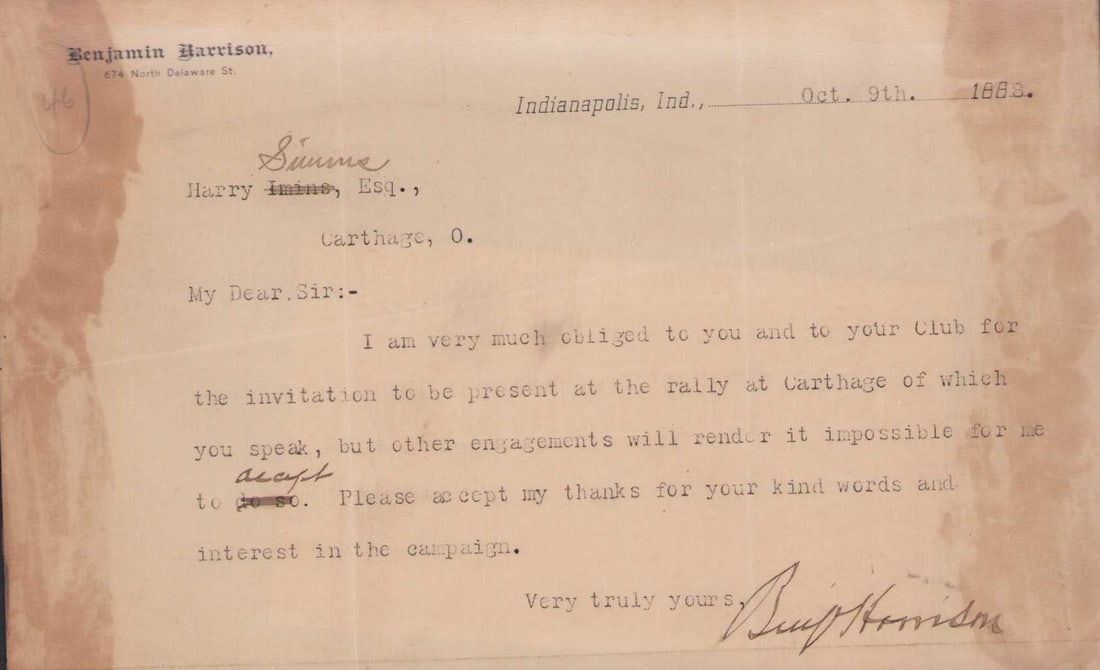 Benjamin Harrison,
674 North Delaware St.
46
Indianapolis, Ind., Oct. 9th. 1888.
Simms
Harry Imins, Esq.,
Carthage, O.
My Dear Sir:-
I am very much obliged to you and to your Club for
the invitation to be present at the rally at Carthage of which
you speak, but other engagements will render it impossible for me
accept
to do so. Please accept my thanks for your kind words and
interest in the campaign.
Very truly yours,
Benj Harrison